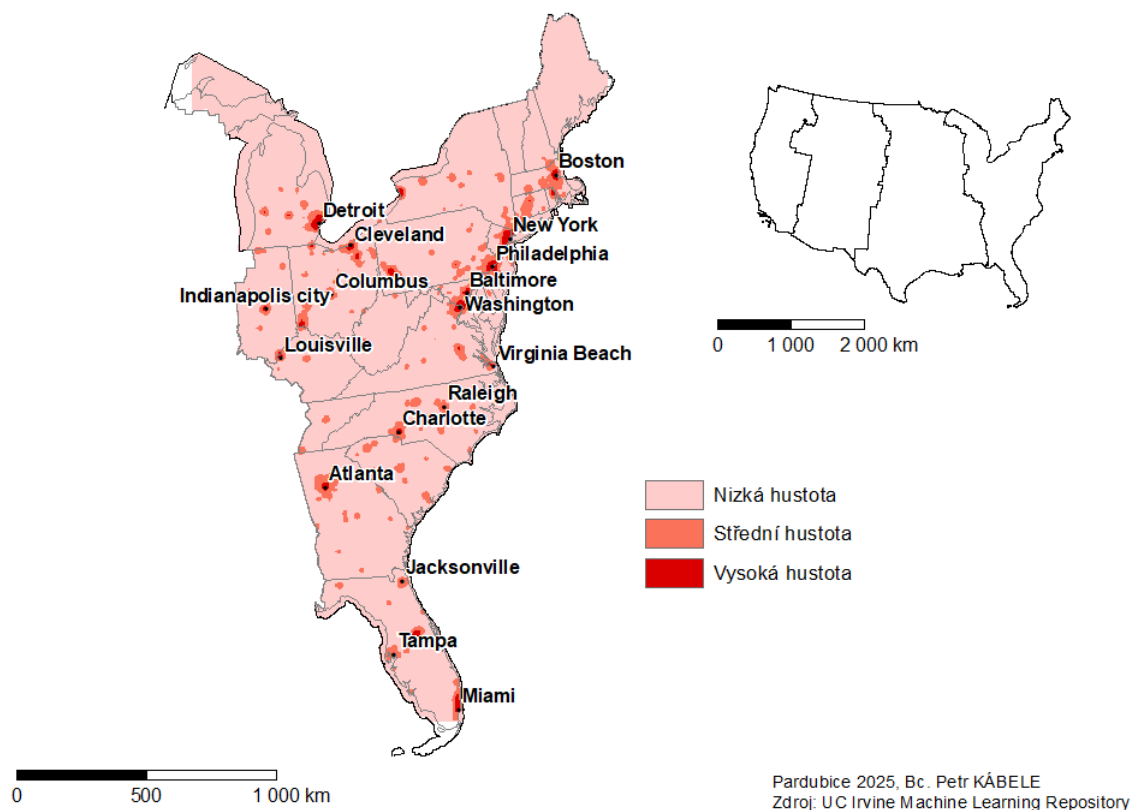 Boston
Detroit
New York
Cleveland
Philadelphia
Columbus
Baltimore
Indianapolis city
Washington
Louisville
Virginia Beach
Raleigh
Charlotte
Atlanta
Jacksonville
Tampa
Miami
0 500 1 000 km
0 1 000 2 000 km
Nizká hustota
Střední hustota
Vysoká hustota
Pardubice 2025, Bc. Petr KÁBELE
Zdroj: UC Irvine Machine Learning Repository